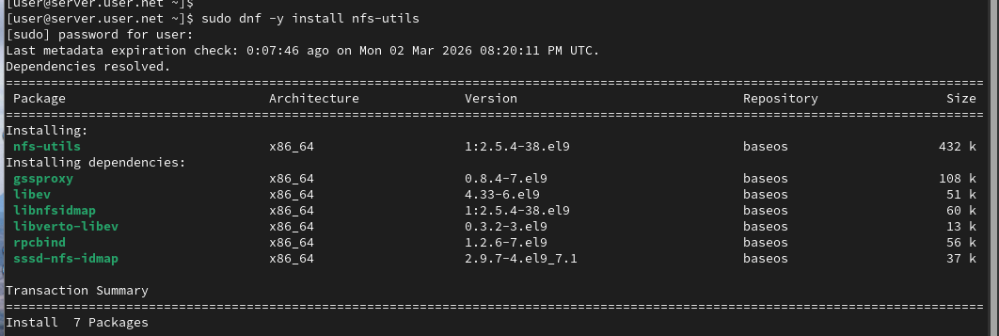 [user@server.user.net ~]$
[user@server.user.net ~]$ sudo dnf -y install nfs-utils
[sudo] password for user:
Last metadata expiration check: 0:07:46 ago on Mon 02 Mar 2026 08:20:11 PM UTC.
Dependencies resolved.
================================================================================
Package Architecture Version Repository Size
================================================================================
Installing:
nfs-utils x86_64 1:2.5.4-38.el9 baseos 432 k
Installing dependencies:
gssproxy x86_64 0.8.4-7.el9 baseos 108 k
libev x86_64 4.33-6.el9 baseos 51 k
libnfsidmap x86_64 1:2.5.4-38.el9 baseos 60 k
libverto-libev x86_64 0.3.2-3.el9 baseos 13 k
rpcbind x86_64 1.2.6-7.el9 baseos 56 k
sssd-nfs-idmap x86_64 2.9.7-4.el9_7.1 baseos 37 k
Transaction Summary
================================================================================
Install 7 Packages